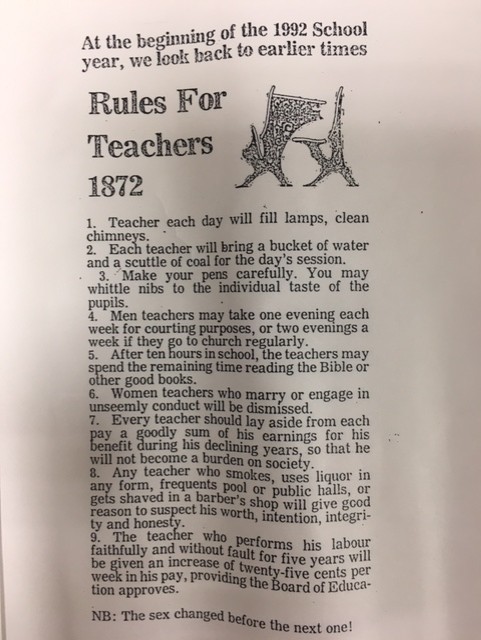 At the beginning of the 1992 School
year, we look back to earlier times
Rules For
Teachers
1872
1. Teacher each day will fill lamps, clean
chimneys.
2. Each teacher will bring a bucket of water
and a scuttle of coal for the day's session.
3. Make your pens carefully. You may
whittle nibs to the individual taste of the
pupils.
4. Men teachers may take one evening each
week for courting purposes, or two evenings a
week if they go to church regularly.
5. After ten hours in school, the teachers may
spend the remaining time reading the Bible or
other good books.
6. Women teachers who marry or engage in
unseemly conduct will be dismissed.
7. Every teacher should lay aside from each
pay a goodly sum of his earnings for his
benefit during his declining years, so that he
will not become a burden on society.
8. Any teacher who smokes, uses liquor in
any form, frequents pool or public halls, or
gets shaved in a barber's shop will give good
reason to suspect his worth, intention, integri-
ty and honesty.
9. The teacher who performs his labour
faithfully and without fault for five years will
be given an increase of twenty-five cents per
week in his pay, providing the Board of Educa-
tion approves.
NB: The sex changed before the next one!